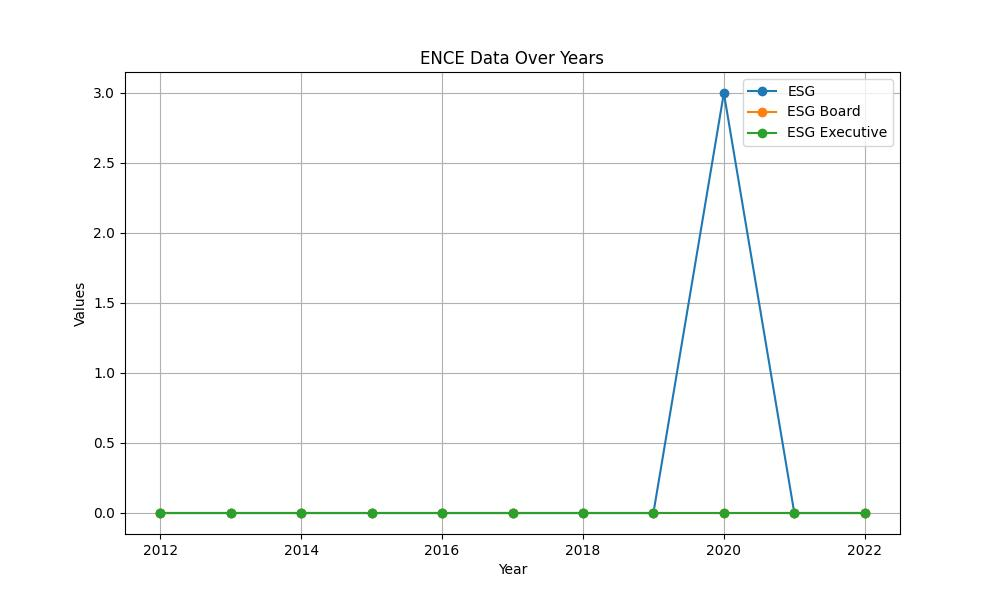 ENCE Data Over Years
ESG
ESG Board
ESG Executive
3.0
2.5
2.0
1.5
1.0
0.5
0.0
Values
2012 2014 2016 2018 2020 2022
Year